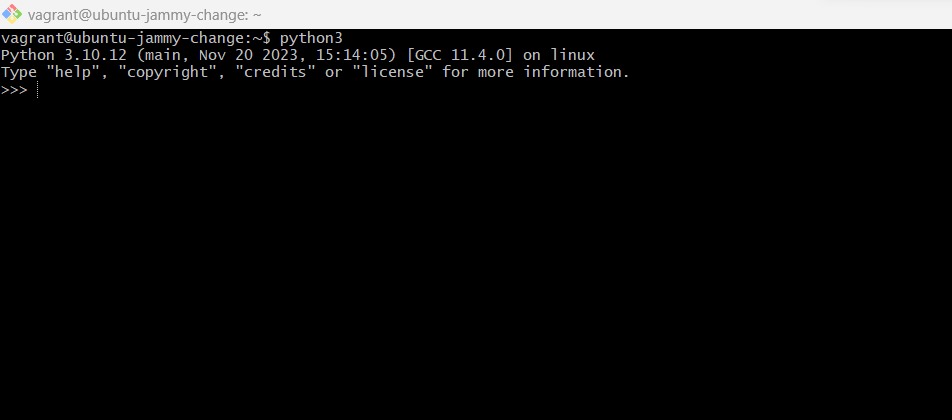 vagrant@ubuntu-jammy-change: ~
vagrant@ubuntu-jammy-change:~$ python3
Python 3.10.12 (main, Nov 20 2023, 15:14:05) [GCC 11.4.0] on linux
Type "help", "copyright", "credits" or "license" for more information.
>>>